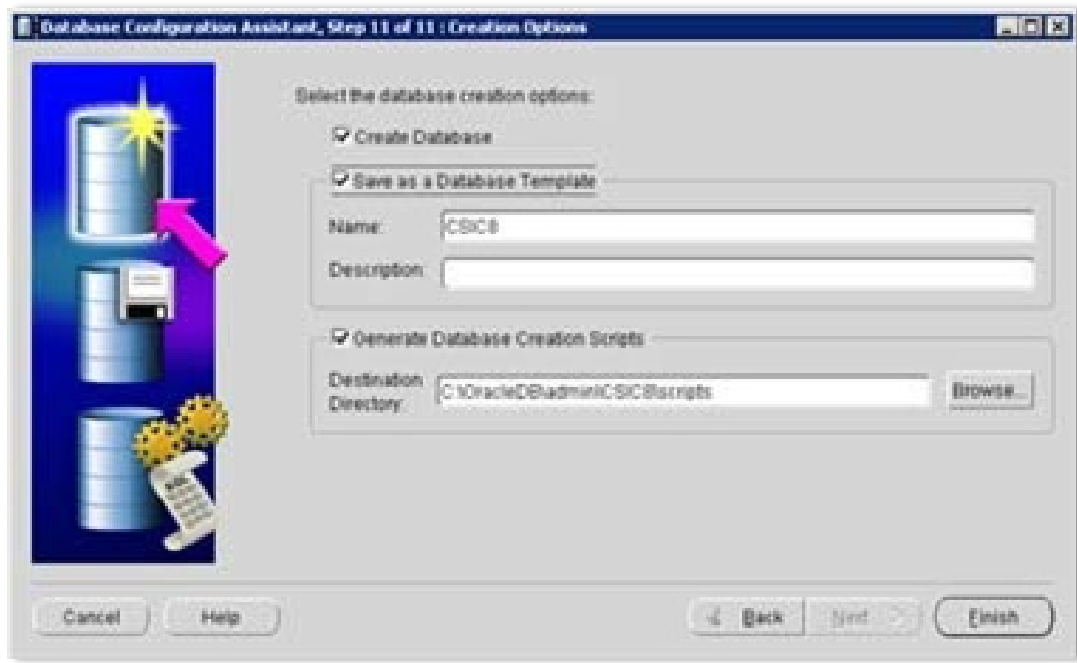 Database Configuration Assistant, Step 11 of 11 : Creation Options
Select the database creation options:
Create Database
Save as a Database Template
Name: CSIC8
Description:
Generate Database Creation Scripts
Destination Directory: C:\OracleDB\admin\CSIC8\scripts
Browse...
Cancel
Help
Back
Next
Finish